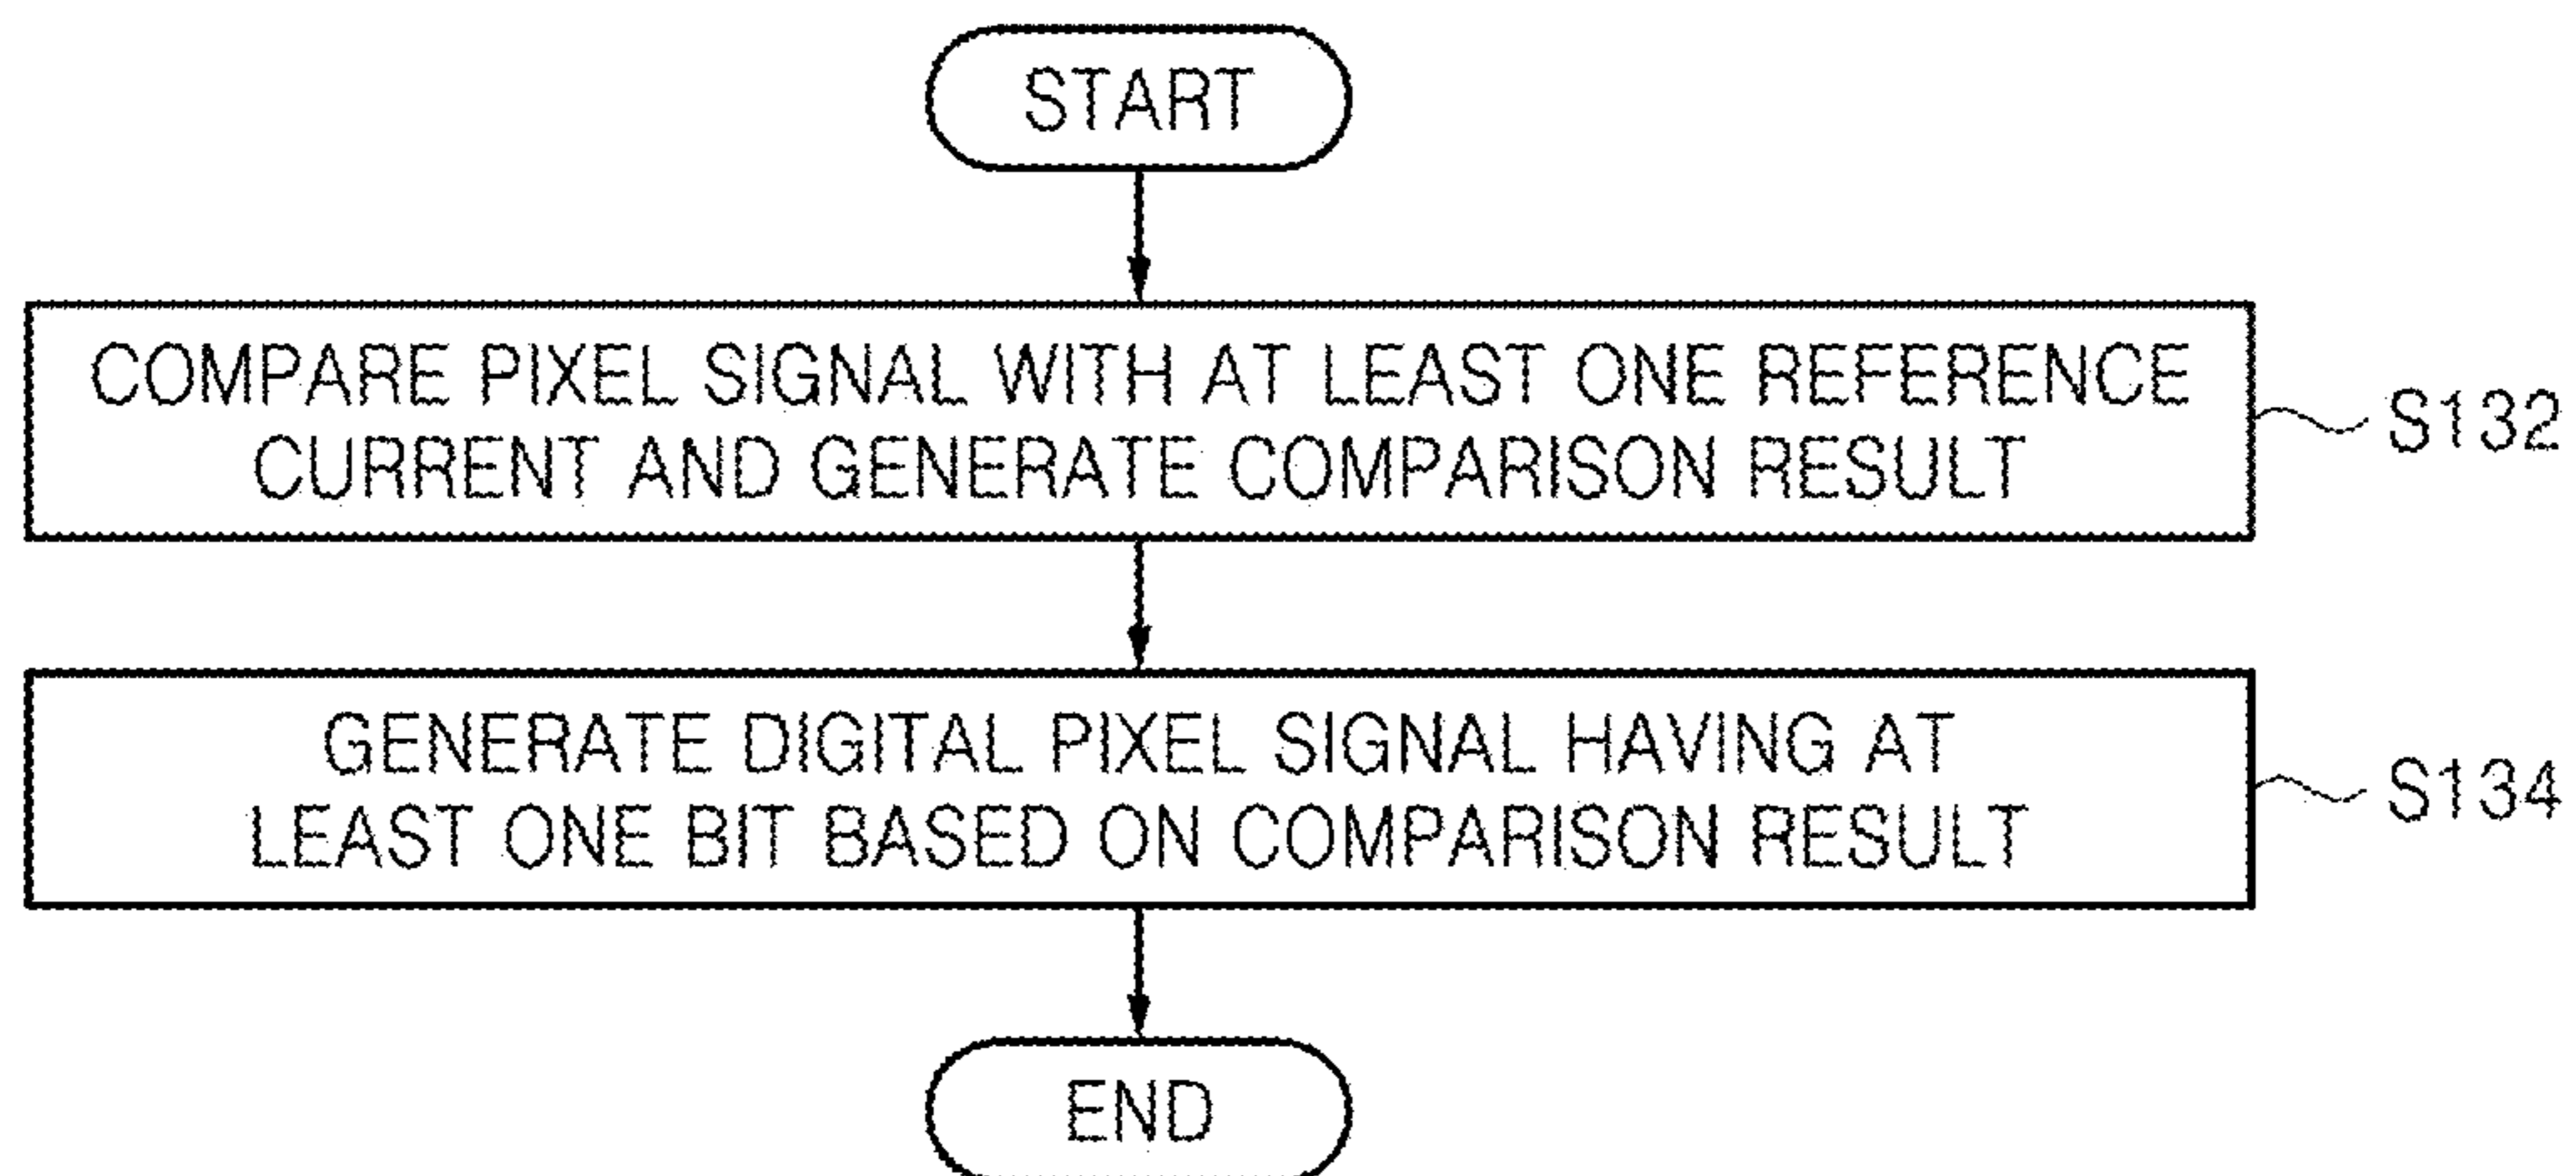 START
COMPARE PIXEL SIGNAL WITH AT LEAST ONE REFERENCE
CURRENT AND GENERATE COMPARISON RESULT
S132
GENERATE DIGITAL PIXEL SIGNAL HAVING AT
LEAST ONE BIT BASED ON COMPARISON RESULT
S134
END